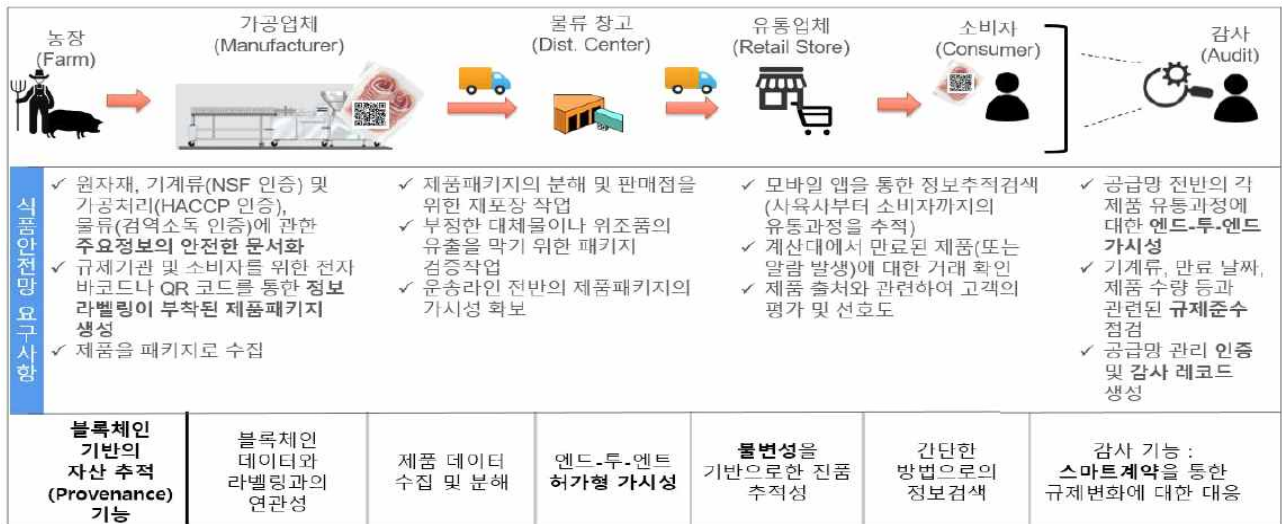 농장
(Farm)
가공업체
(Manufacturer)
물류 창고
(Dist. Center)
유통업체
(Retail Store)
소비자
(Consumer)
감사
(Audit)
식품안전망 요구사항
✓ 원자재, 기계류(NSF 인증) 및
가공처리(HACCP 인증),
물류(검역소독 인증)에 관한
주요정보의 안전한 문서화
✓ 규제기관 및 소비자를 위한 전자
바코드나 QR 코드를 통한 정보
라벨링이 부착된 제품패키지
생성
✓ 제품을 패키지로 수집
✓ 제품패키지의 분해 및 판매점을
위한 재포장 작업
✓ 부정한 대체물이나 위조품의
유출을 막기 위한 패키지
검증작업
✓ 운송라인 전반의 제품패키지의
가시성 확보
✓ 모바일 앱을 통한 정보추적검색
(사육사부터 소비자까지의
유통과정을 추적)
✓ 계산대에서 만료된 제품(또는
알람 발생)에 대한 거래 확인
✓ 제품 출처와 관련하여 고객의
평가 및 선호도
✓ 공급망 전반의 각
제품 유통과정에
대한 엔드-투-엔드
가시성
✓ 기계류, 만료 날짜,
제품 수량 등과
관련된 규제준수
점검
✓ 공급망 관리 인증
및 감사 레코드
생성
블록체인
기반의
자산 추적
(Provenance)
기능
블록체인
데이터와
라벨링과의
연관성
제품 데이터
수집 및 분해
엔드-투-엔트
허가형 가시성
불변성을
기반으로한 진품
추적성
간단한
방법으로의
정보검색
감사 기능 :
스마트계약을 통한
규제변화에 대한 대응